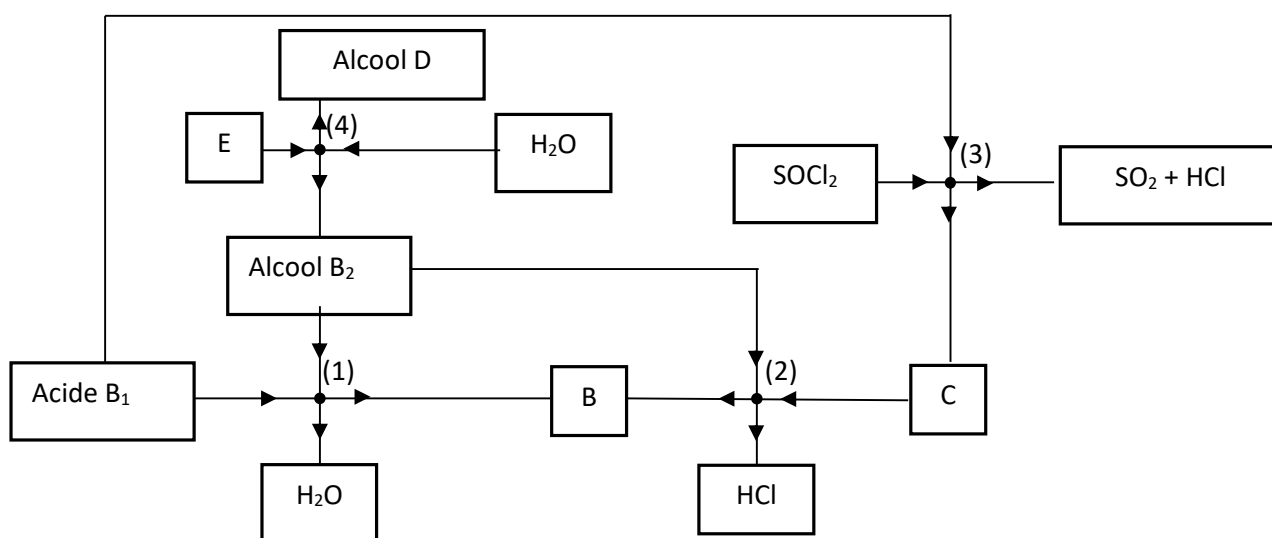 Alcool D
E
(4)
H₂O
SOCl₂
(3)
SO₂ + HCl
Alcool B₂
Acide B₁
(1)
B
(2)
C
H₂O
HCl